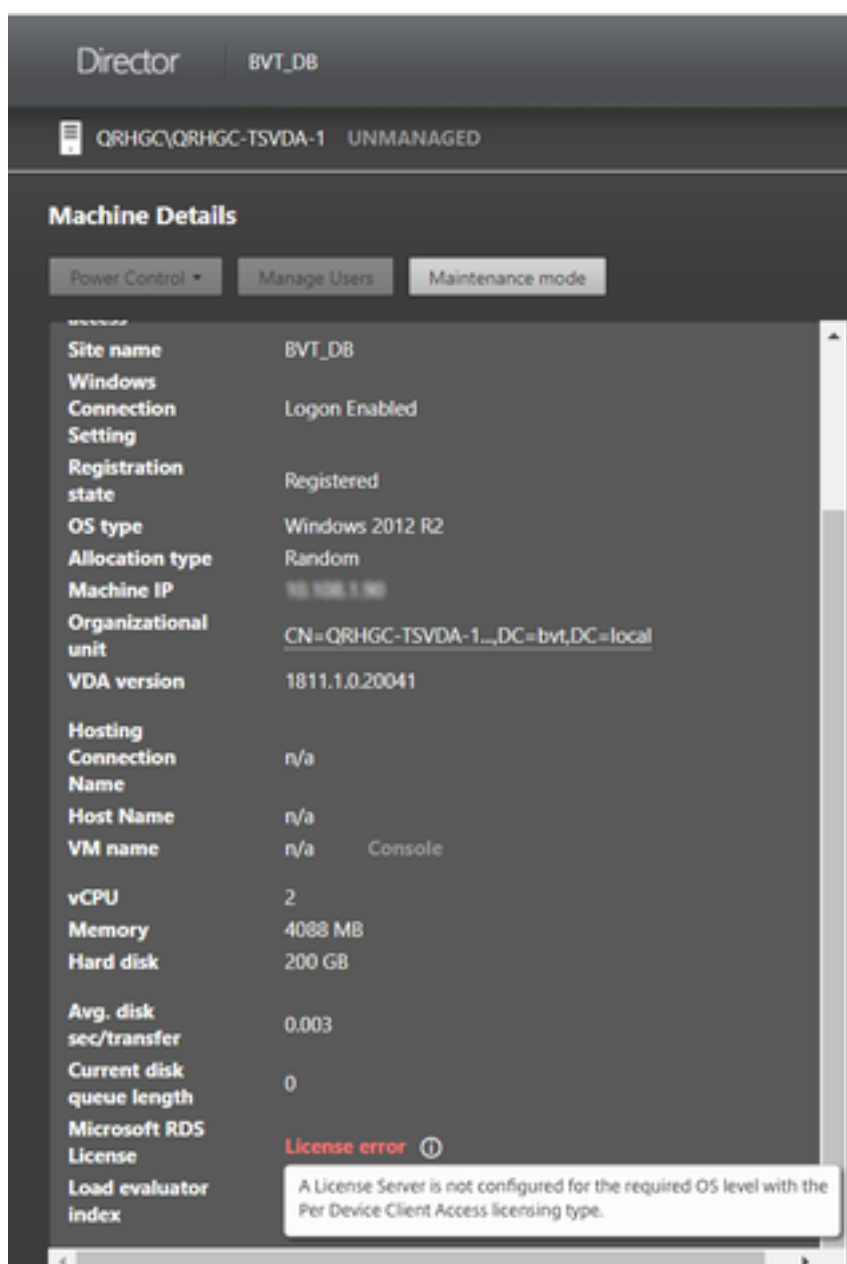 Director BVT_DB
QRHGC\QRHGC-TSVDA-1 UNMANAGED
Machine Details
Power Control Manage Users Maintenance mode
access
Site name BVT_DB
Windows
Connection Logon Enabled
Setting
Registration
state Registered
OS type Windows 2012 R2
Allocation type Random
Machine IP
Organizational
unit CN=QRHGC-TSVDA-1...,DC=bvt,DC=local
VDA version 1811.1.0.20041
Hosting
Connection n/a
Name
Host Name n/a
VM name n/a Console
vCPU 2
Memory 4088 MB
Hard disk 200 GB
Avg. disk
sec/transfer 0.003
Current disk
queue length 0
Microsoft RDS
License License error
Load evaluator
index
A License Server is not configured for the required OS level with the
Per Device Client Access licensing type.